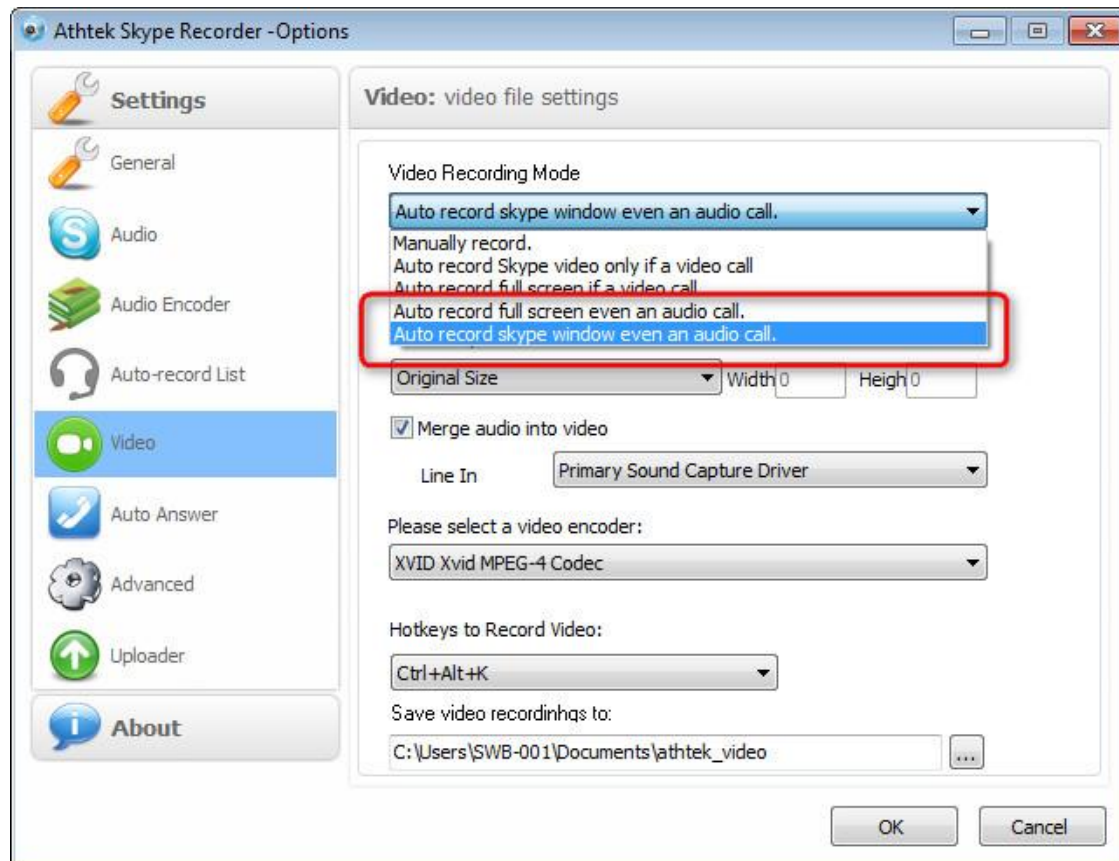 Athtek Skype Recorder -Options
Settings
General
Audio
Audio Encoder
Auto-record List
Video
Auto Answer
Advanced
Uploader
About
Video: video file settings
Video Recording Mode
Auto record skype window even an audio call.
Manually record.
Auto record Skype video only if a video call
Auto record full screen if a video call
Auto record full screen even an audio call.
Auto record skype window even an audio call.
Original Size Width 0 Heigh 0
Merge audio into video
Line In Primary Sound Capture Driver
Please select a video encoder:
XVID Xvid MPEG-4 Codec
Hotkeys to Record Video:
Ctrl+Alt+K
Save video recordinhgs to:
C:\Users\SWB-001\Documents\athtek_video ...
OK Cancel